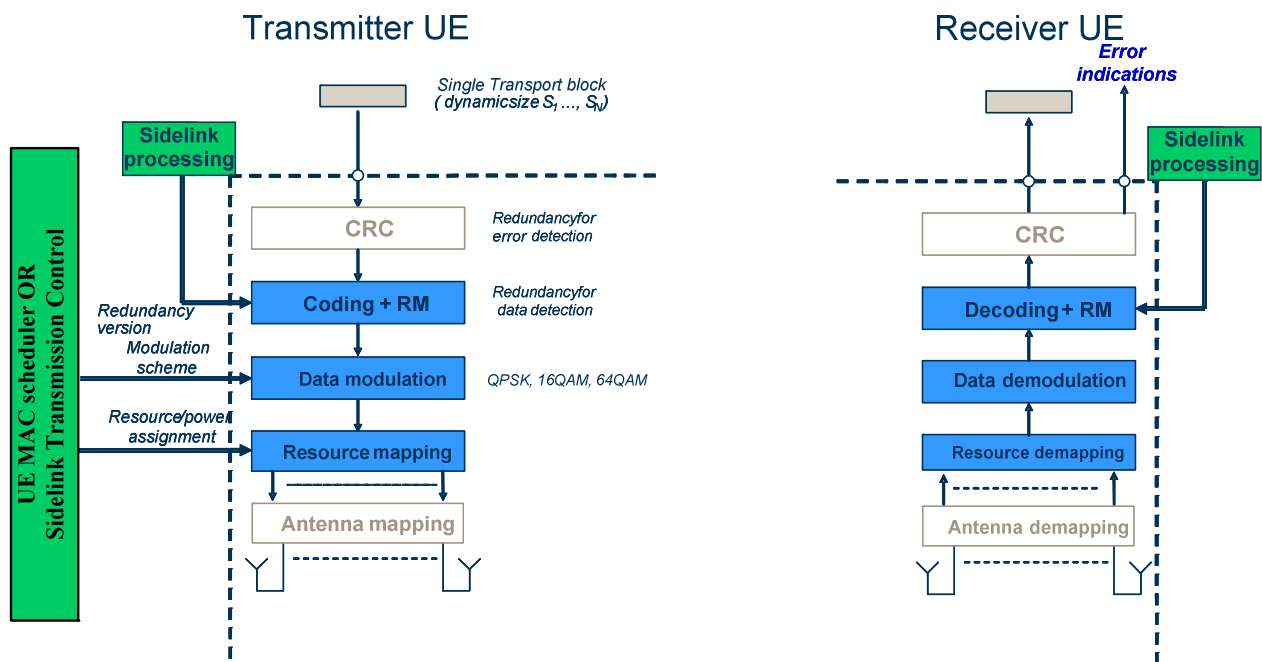 Transmitter UE
Receiver UE
Single Transport block
( dynamicsize S1 ..., SN)
Error
indications
Sidelink
processing
Sidelink
processing
UE MAC scheduler OR
Sidelink Transmission Control
CRC
Redundancyfor
error detection
CRC
Coding + RM
Redundancyfor
data detection
Decoding + RM
Redundancy
version
Modulation
scheme
Data modulation
QPSK, 16QAM, 64QAM
Data demodulation
Resource/power
assignment
Resource mapping
Resource demapping
Antenna mapping
Antenna demapping